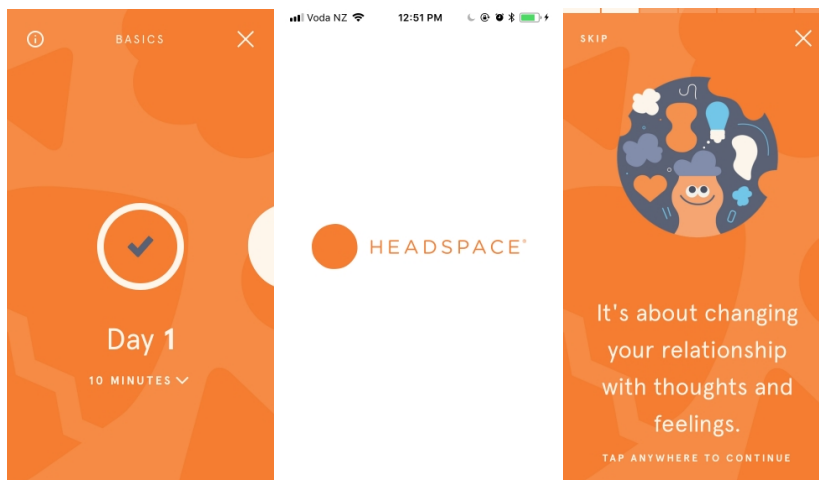 BASICS
Day 1
10 MINUTES
Voda NZ
12:51 PM
HEADSPACE®
SKIP
It's about changing
your relationship
with thoughts and
feelings.
TAP ANYWHERE TO CONTINUE